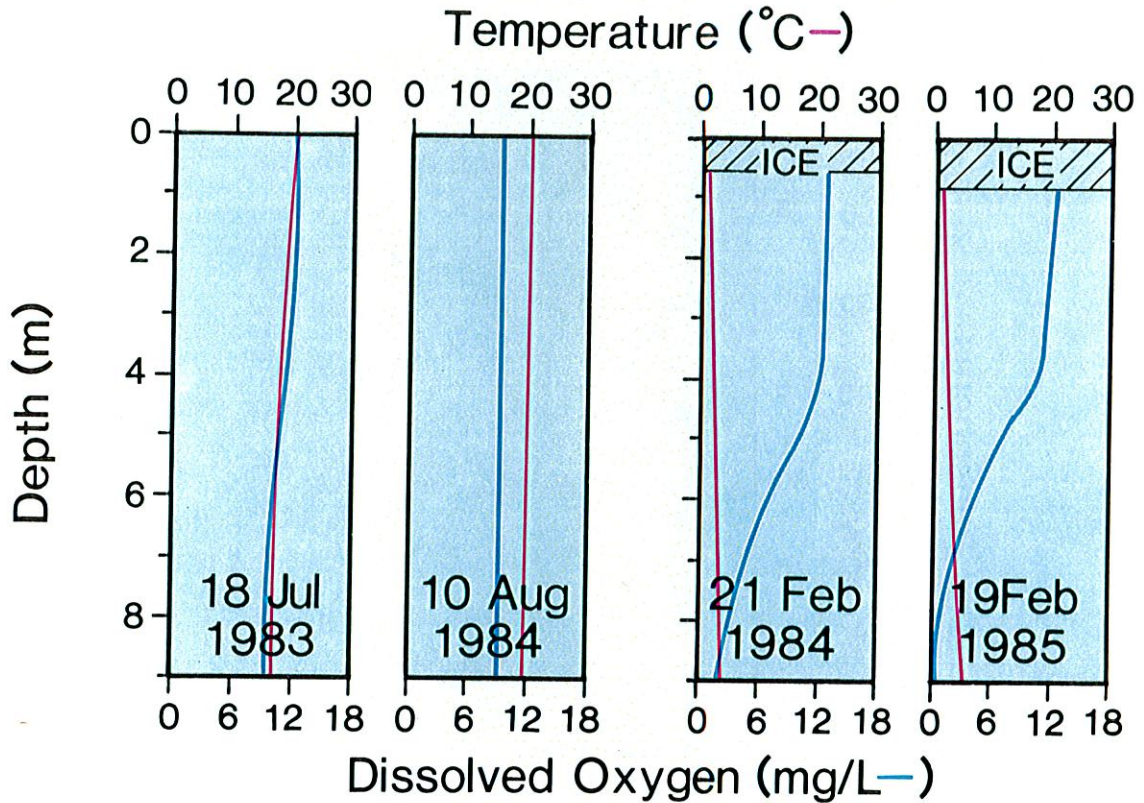 Temperature (°C—)
0 10 20 30 0 10 20 30 0 10 20 30 0 10 20 30
0
ICE ICE
2
Depth (m)
4
6
8
18 Jul 10 Aug 21 Feb 19Feb
1983 1984 1984 1985
0 6 12 18 0 6 12 18 0 6 12 18 0 6 12 18
Dissolved Oxygen (mg/L—)